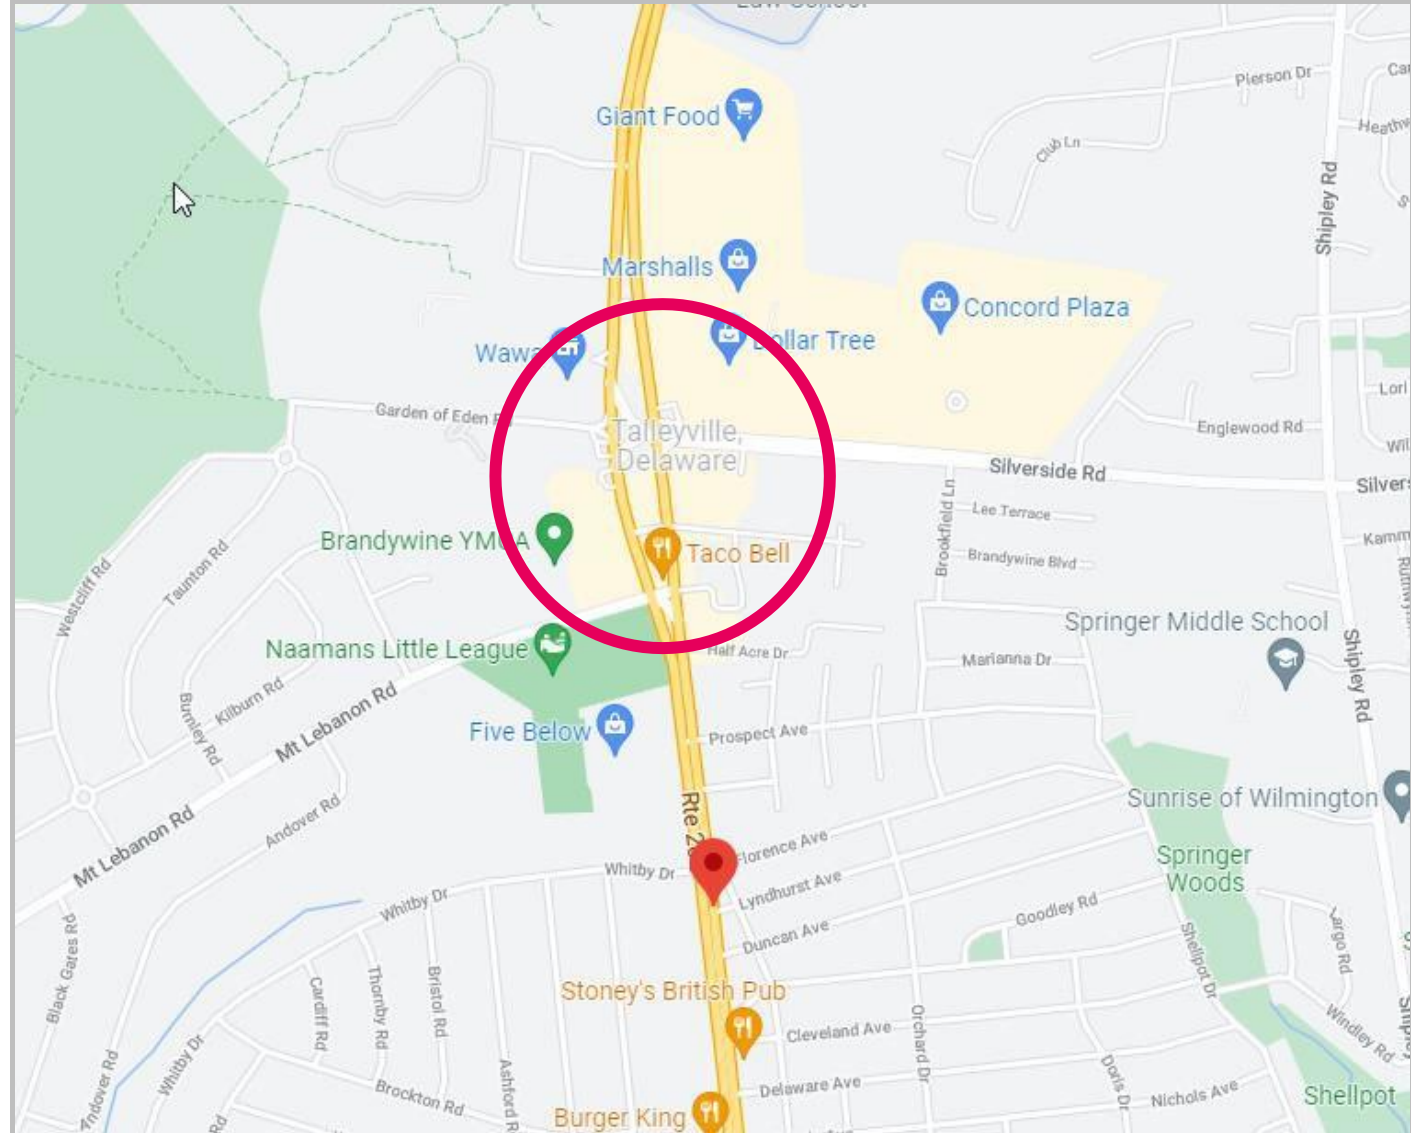 Law School
Giant Food
Pierson Dr
Club Ln
Shipley Rd
Marshalls
Concord Plaza
Wawa
Dollar Tree
Garden of Eden Rd
Talleyville,
Delaware
Englewood Rd
Silverside Rd
Brookfield Ln
Lee Terrace
Brandywine Blvd
Brandywine YMCA
Taco Bell
Westcliff Rd
Taunton Rd
Springer Middle School
Naamans Little League
Half Acre Dr
Marianna Dr
Shipley Rd
Burnley Rd
Kilburn Rd
Mt Lebanon Rd
Five Below
Prospect Ave
Rte 2
Sunrise of Wilmington
Andover Rd
Mt Lebanon Rd
Florence Ave
Springer
Woods
Whitby Dr
Lyndhurst Ave
Whitby Dr
Goodley Rd
Duncan Ave
Largo Rd
Black Gates Rd
Shellpot Dr
Stoney's British Pub
Cardiff Rd
Thornby Rd
Bristol Rd
Cleveland Ave
Orchard Dr
Windley Rd
Whitby Dr
Andover Rd
Ashford R
Brockton Rd
Delaware Ave
Doris Dr
Nichols Ave
Shellpot
Burger King
Rd